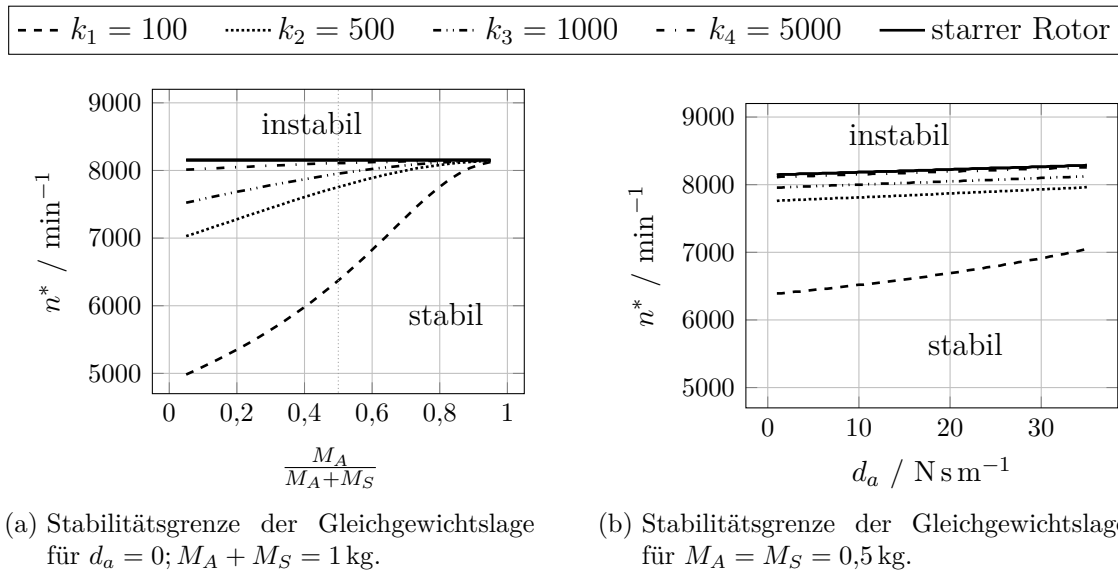 k₁ = 100 k₂ = 500 k₃ = 1000 k₄ = 5000 starrer Rotor
9000
8000
7000
6000
5000
n* / min⁻¹
instabil
stabil
0 0,2 0,4 0,6 0,8 1
M_A / (M_A+M_S)
(a) Stabilitätsgrenze der Gleichgewichtslage
für d_a = 0; M_A + M_S = 1 kg.
9000
8000
7000
6000
5000
n* / min⁻¹
instabil
stabil
0 10 20 30
d_a / N s m⁻¹
(b) Stabilitätsgrenze der Gleichgewichtslage
für M_A = M_S = 0,5 kg.